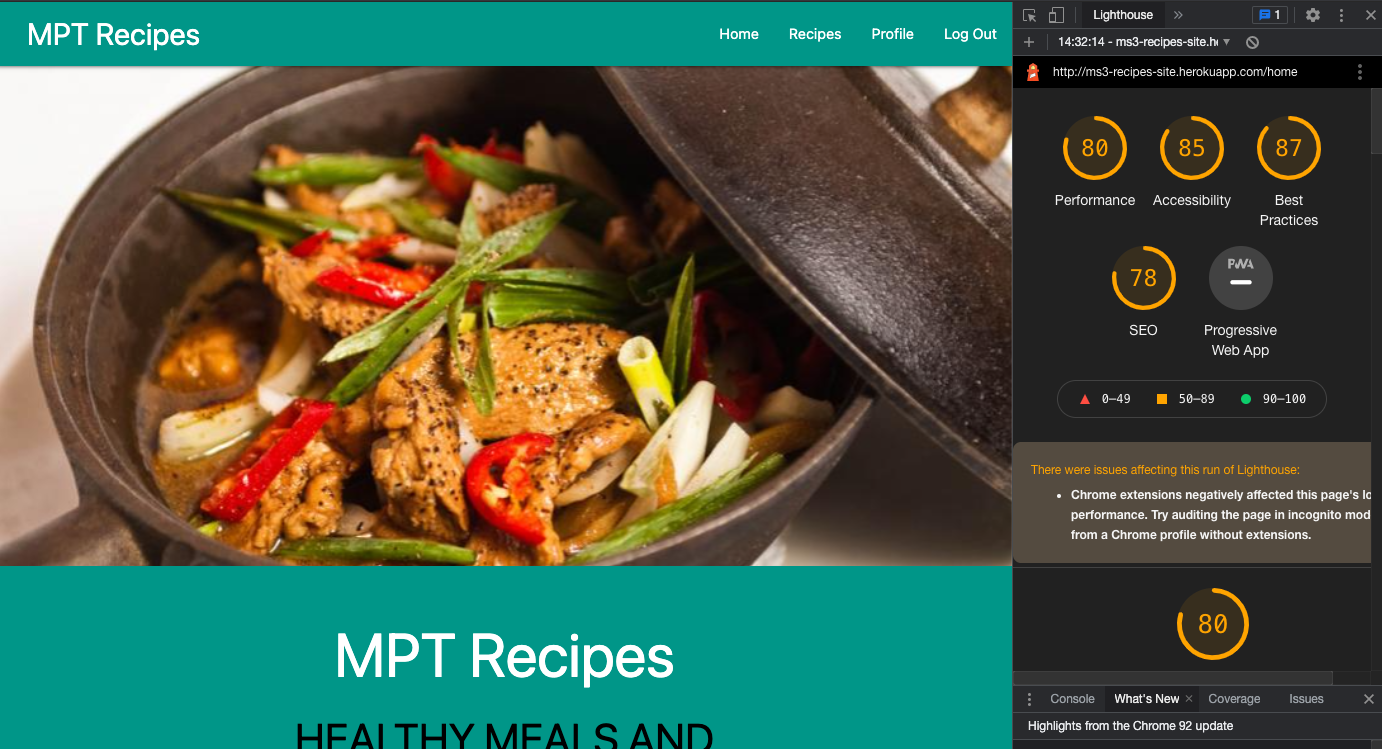 MPT Recipes
Home Recipes Profile Log Out
MPT Recipes
HEALTHY MEALS AND
Lighthouse
1
14:32:14 - ms3-recipes-site.he
http://ms3-recipes-site.herokuapp.com/home
80 85 87
Performance Accessibility Best
Practices
78 PWA
SEO Progressive
Web App
0–49 50–89 90–100
There were issues affecting this run of Lighthouse:
Chrome extensions negatively affected this page's lo
performance. Try auditing the page in incognito mod
from a Chrome profile without extensions.
80
Console What's New Coverage Issues
Highlights from the Chrome 92 update